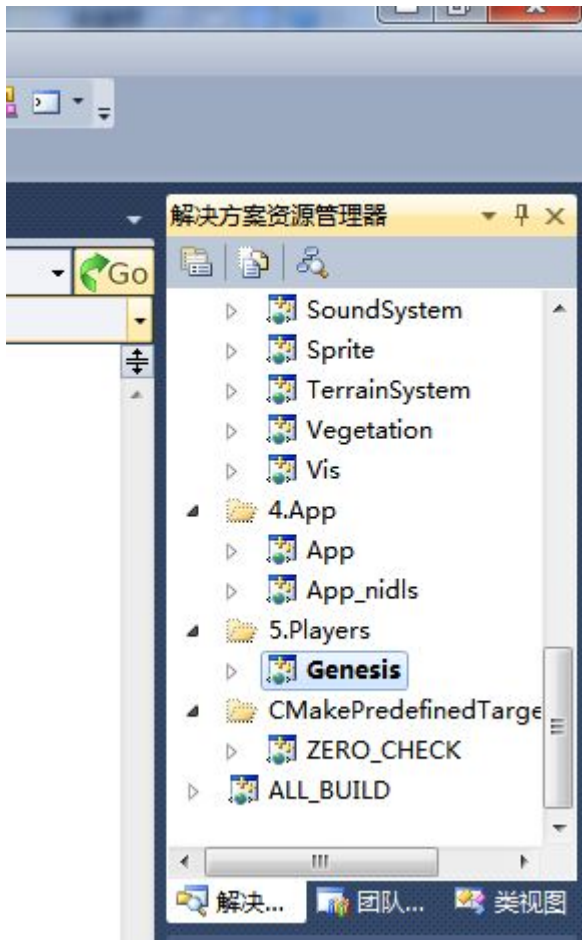 Go
解决方案资源管理器
SoundSystem
Sprite
TerrainSystem
Vegetation
Vis
4.App
App
App_nidls
5.Players
Genesis
CMakePredefinedTarge
ZERO_CHECK
ALL_BUILD
解决... 团队... 类视图